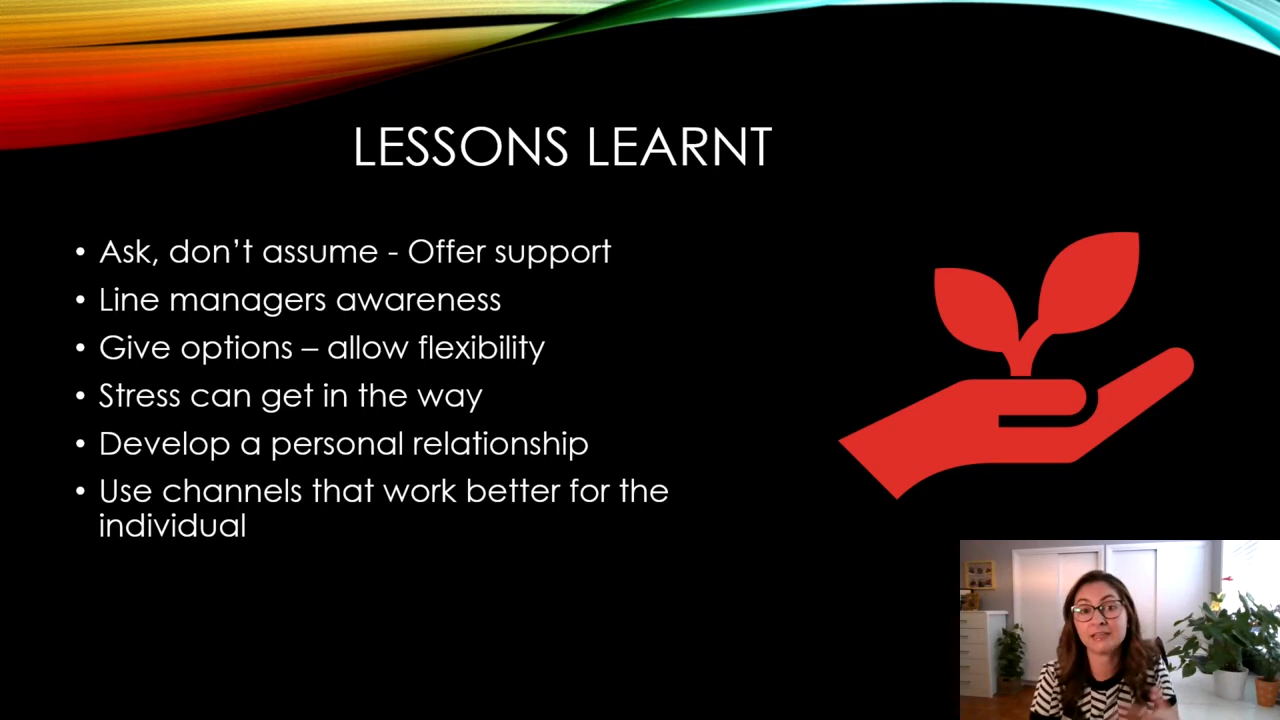 LESSONS LEARNT
• Ask, don’t assume - Offer support
• Line managers awareness
• Give options – allow flexibility
• Stress can get in the way
• Develop a personal relationship
• Use channels that work better for the
individual